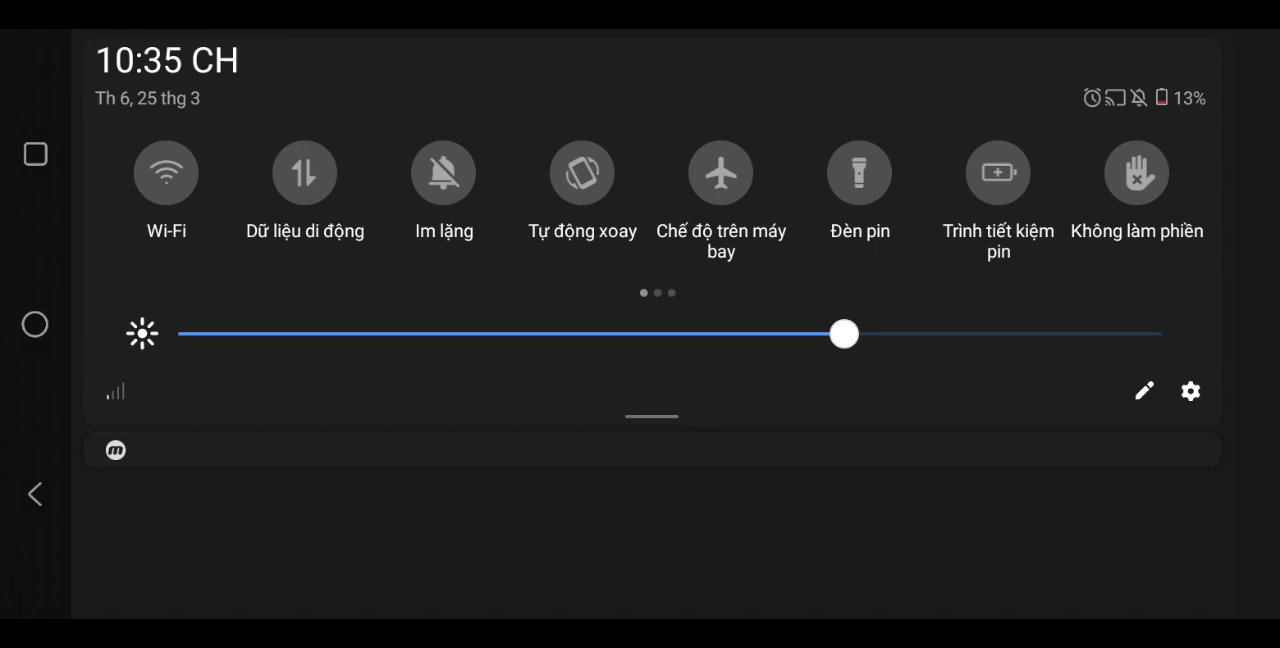 10:35 CH
Th 6, 25 thg 3
13%
Wi-Fi
Dữ liệu di động
Im lặng
Tự động xoay
Chế độ trên máy
bay
Đèn pin
Trình tiết kiệm
pin
Không làm phiền